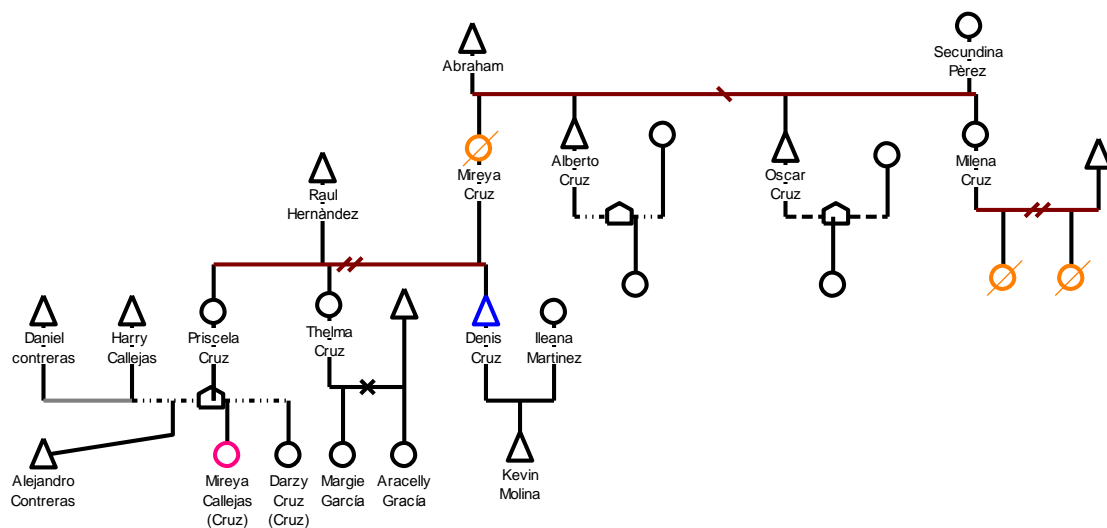 Abraham
Secundina
Pèrez
Mireya
Cruz
Alberto
Cruz
Oscar
Cruz
Milena
Cruz
Raul
Hernàndez
Daniel
contreras
Harry
Callejas
Priscela
Cruz
Thelma
Cruz
Denis
Cruz
Ileana
Martinez
Alejandro
Contreras
Mireya
Callejas
(Cruz)
Darzy
Cruz
(Cruz)
Margie
García
Aracelly
Gracía
Kevin
Molina